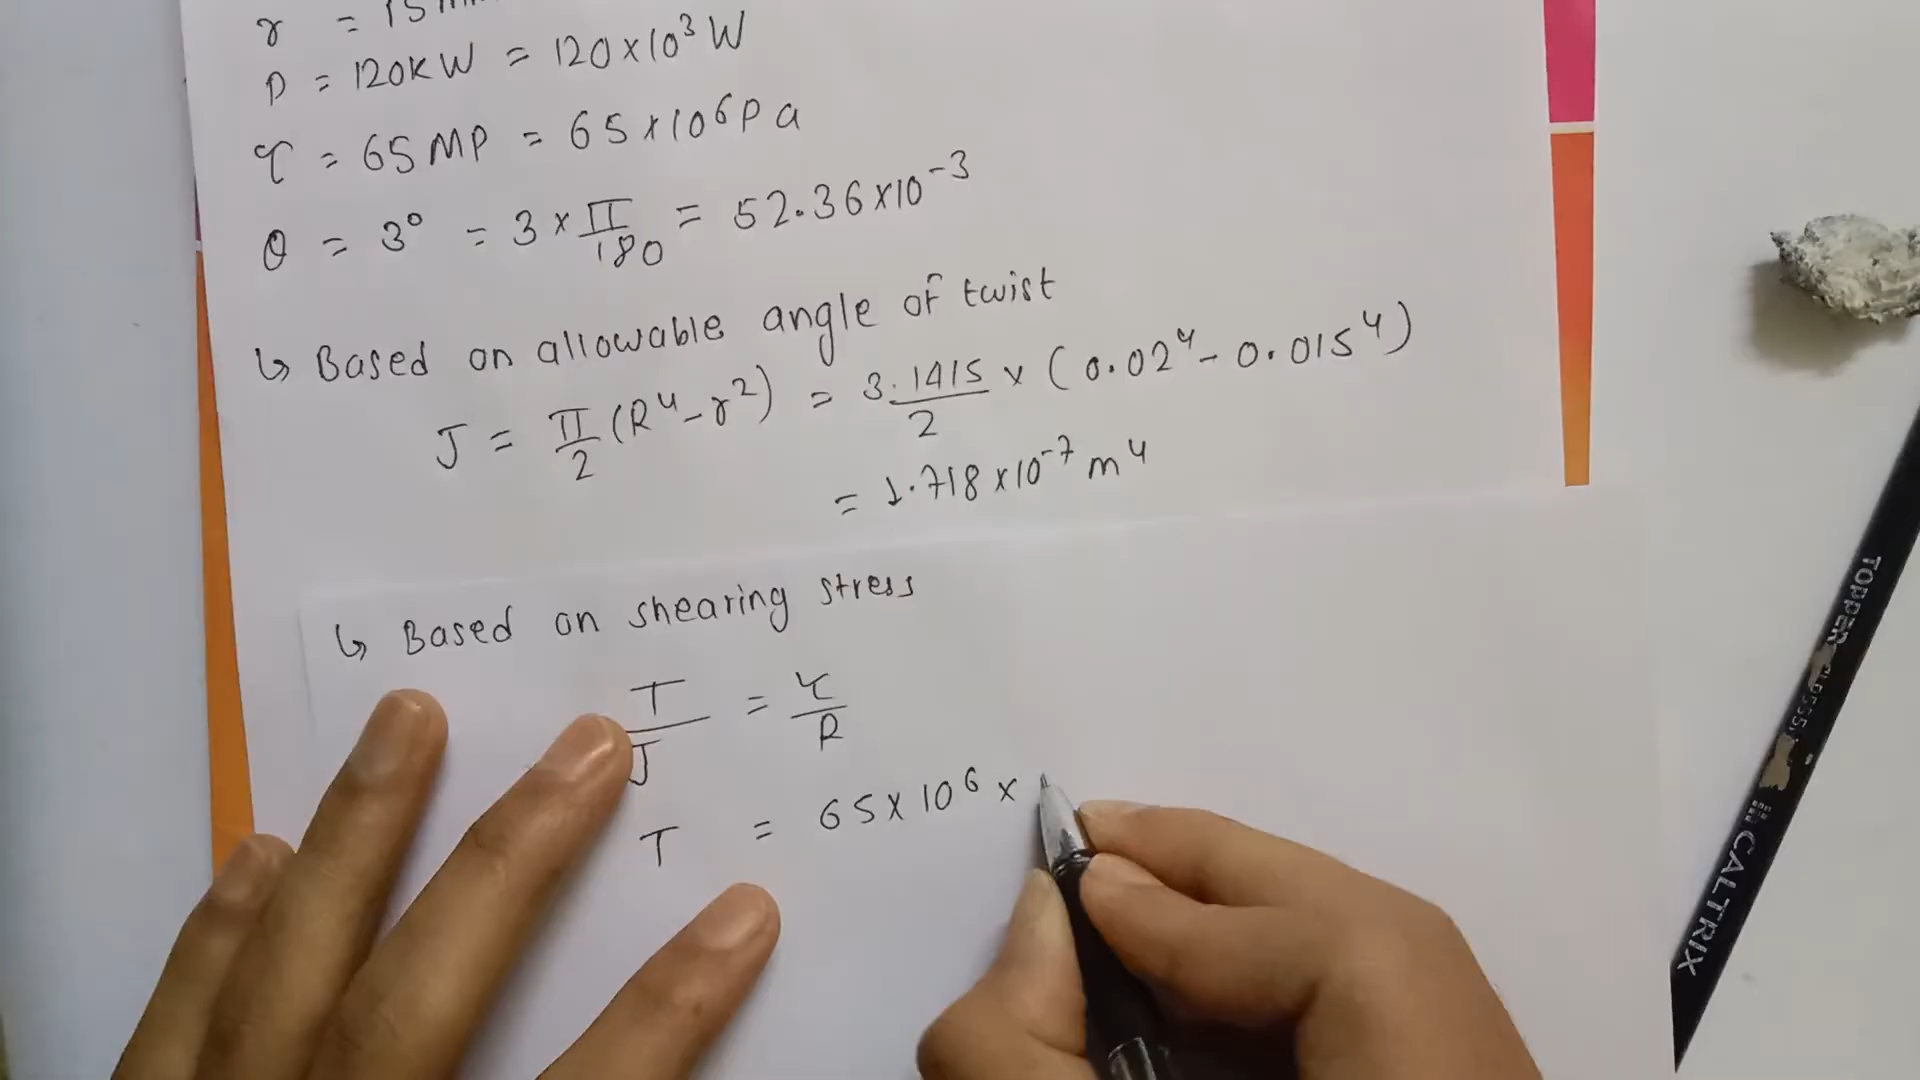 r = 15
P = 120KW = 120×10³ W
τ = 65 MP = 65×10⁶ Pa
θ = 3° = 3 × π/180 = 52.36×10⁻³
↳ Based on allowable angle of twist
J = π/2 (R⁴-r²) = 3.1415/2 × (0.02⁴ - 0.015⁴)
= 1.718×10⁻⁷ m⁴
↳ Based on shearing stress
T/J = τ/R
T = 65×10⁶ ×
TOPPER
CALTRIX